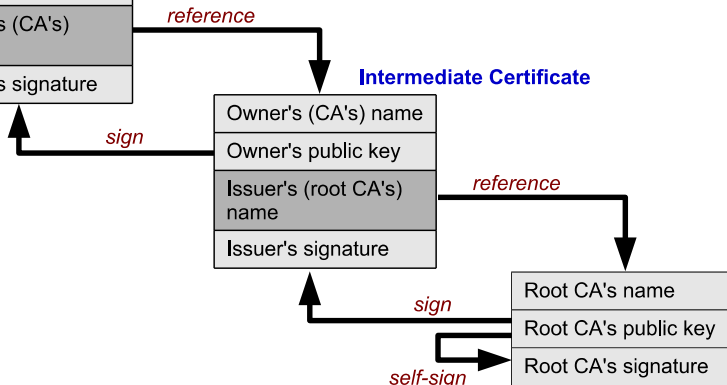 s (CA's)
reference
s signature
Intermediate Certificate
Owner's (CA's) name
sign
Owner's public key
Issuer's (root CA's)
name
reference
Issuer's signature
Root CA's name
sign
Root CA's public key
Root CA's signature
self-sign